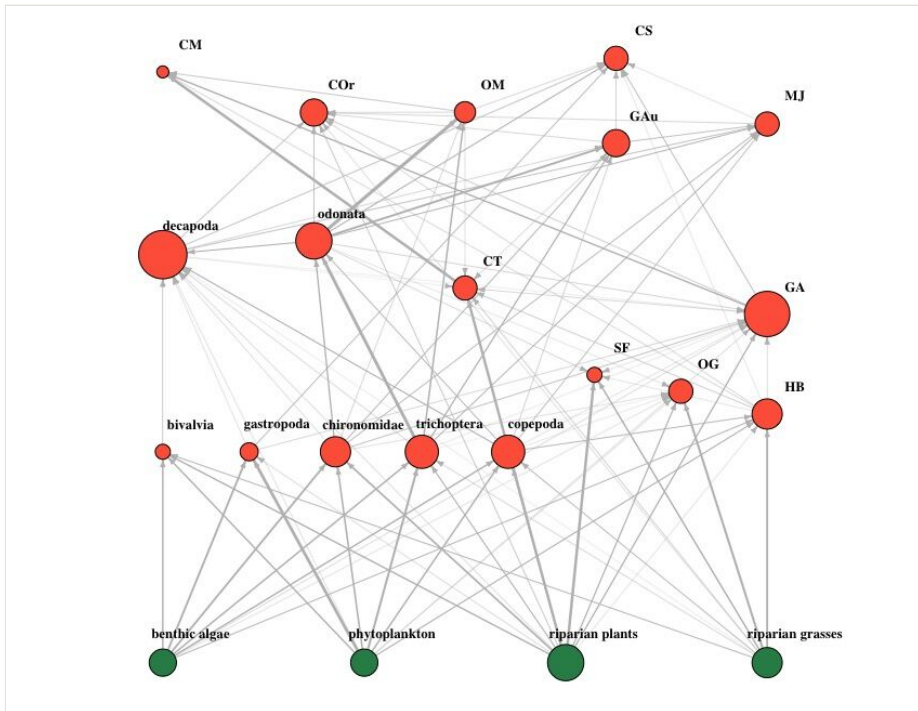 CM
CS
COr
OM
MJ
GAu
decapoda
odonata
CT
GA
SF
OG
HB
bivalvia
gastropoda
chironomidae
trichoptera
copepoda
benthic algae
phytoplankton
riparian plants
riparian grasses